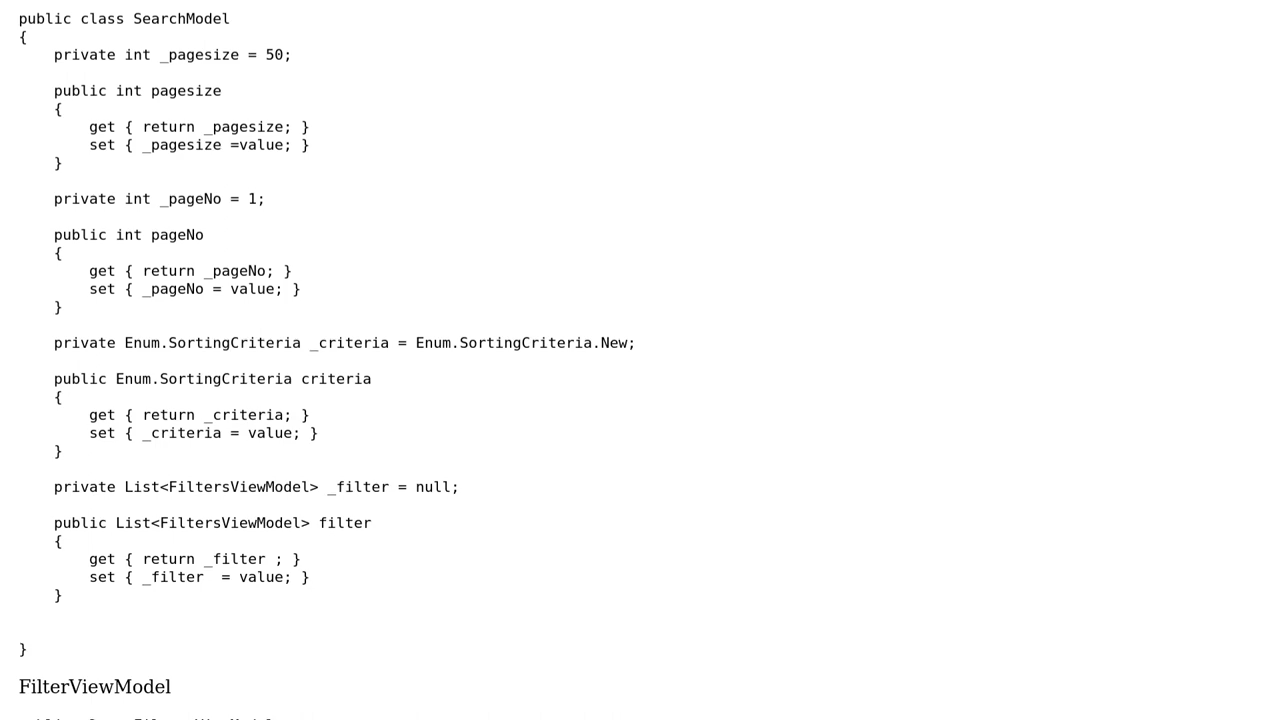 public class SearchModel
{
    private int _pagesize = 50;
    public int pagesize
    {
        get { return _pagesize; }
        set { _pagesize =value; }
    }
    private int _pageNo = 1;
    public int pageNo
    {
        get { return _pageNo; }
        set { _pageNo = value; }
    }
    private Enum.SortingCriteria _criteria = Enum.SortingCriteria.New;
    public Enum.SortingCriteria criteria
    {
        get { return _criteria; }
        set { _criteria = value; }
    }
    private List<FiltersViewModel> _filter = null;
    public List<FiltersViewModel> filter
    {
        get { return _filter ; }
        set { _filter  = value; }
    }
}
FilterViewModel